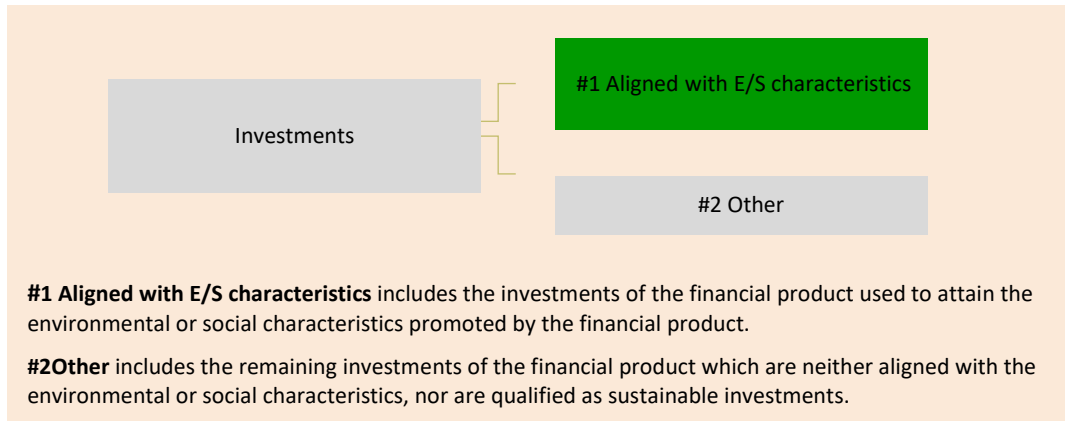 #1 Aligned with E/S characteristics
Investments
#2 Other
#1 Aligned with E/S characteristics includes the investments of the financial product used to attain the
environmental or social characteristics promoted by the financial product.
#2Other includes the remaining investments of the financial product which are neither aligned with the
environmental or social characteristics, nor are qualified as sustainable investments.